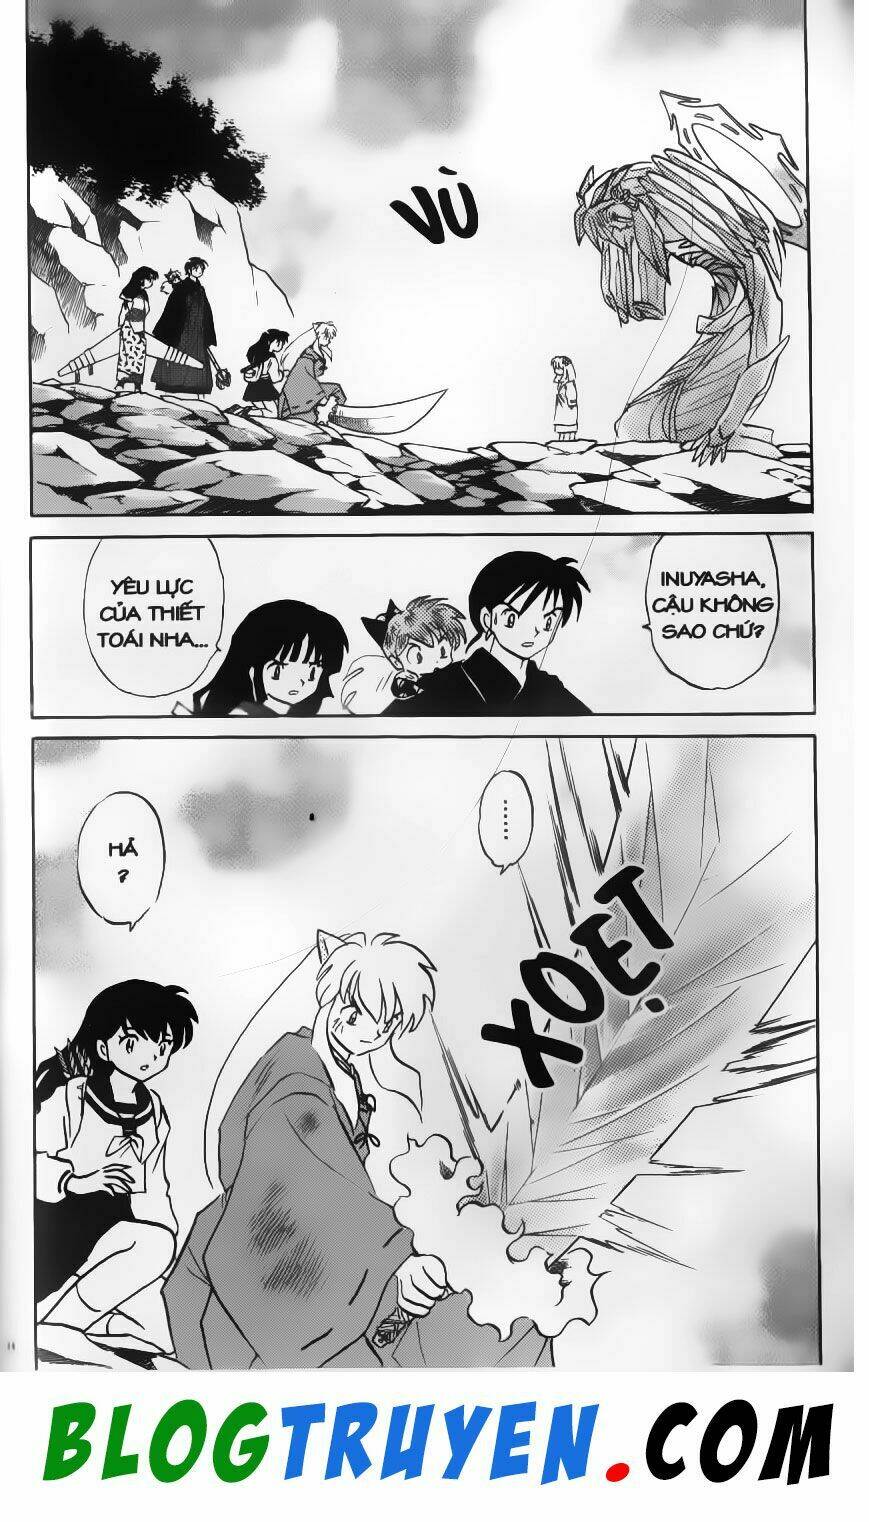 VÙ
YÊU LỰC
CỦA THIẾT
TOÁI NHA...
INUYASHA,
CẬU KHÔNG
SAO CHỨ?
HẢ
?
......
XOẸT
BLOGTRUYEN.COM